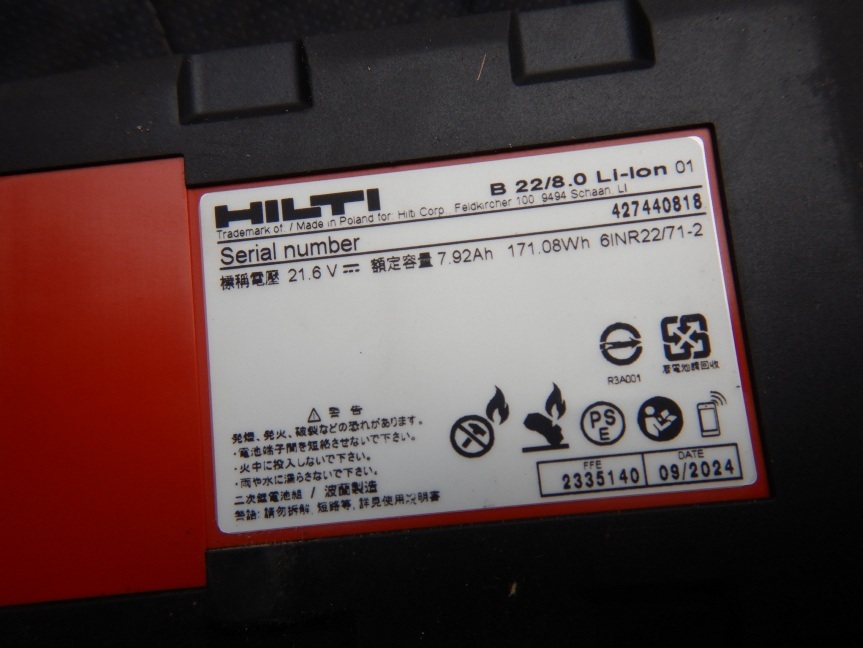 HILTI B 22/8.0 Li-Ion 01
Trademark of: / Made in Poland for: Hilti Corp., Feldkircher 100, 9494 Schaan, LI
Serial number 427440818
標稱電壓 21.6 V 額定容量 7.92Ah 171.08Wh 6INR22/71-2
R3A001
廢電池請回收
警告
発煙、発火、破裂などの恐れがあります。
・電池端子間を短絡させないで下さい。
・火中に投入しないで下さい。
・雨や水に濡らさないで下さい。
二次鋰電池組 / 波蘭製造
警語: 請勿拆解, 短路等, 詳見使用說明書
PS
E
FFE DATE
2335140 09/2024